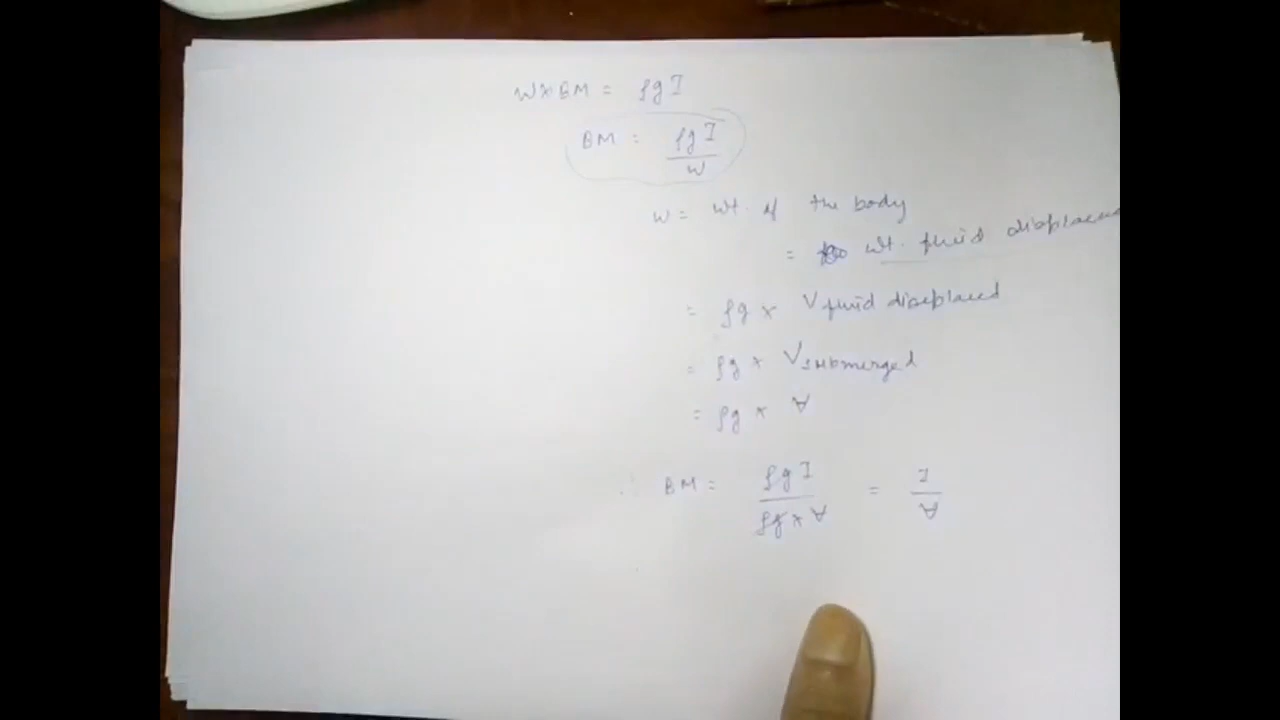 W×BM = ρgI
BM = ρgI / W
W = wt. of the body
= wt. fluid displaced
= ρg × V fluid displaced
= ρg × V submerged
= ρg × ∀
∴ BM = ρgI / ρg × ∀ = I / ∀